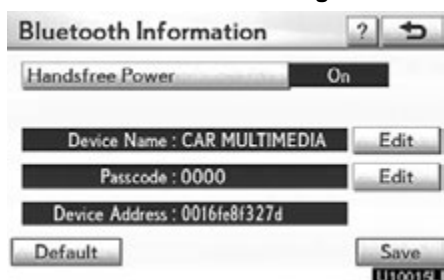 Bluetooth Information ?
Handsfree Power On
Device Name : CAR MULTIMEDIA Edit
Passcode : 0000 Edit
Device Address : 0016fe8f327d
Default Save